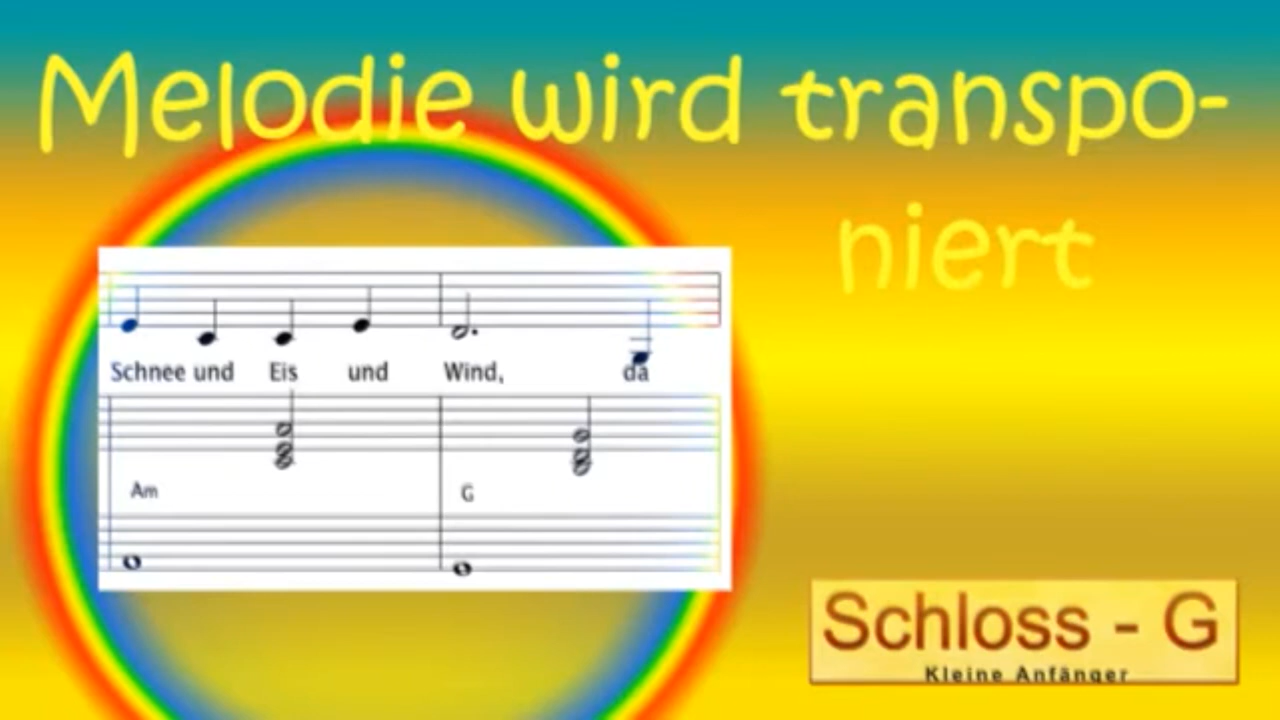 Melodie wird transpo-
niert
Schnee und Eis und Wind, da
Am G
Schloss - G
Kleine Anfänger